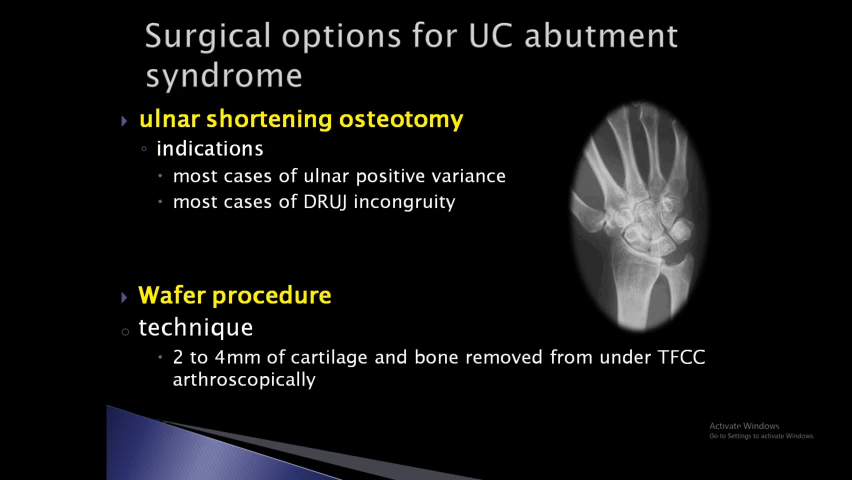 Surgical options for UC abutment
syndrome
ulnar shortening osteotomy
indications
most cases of ulnar positive variance
most cases of DRUJ incongruity
Wafer procedure
technique
2 to 4mm of cartilage and bone removed from under TFCC
arthroscopically
Activate Windows
Go to Settings to activate Windows.